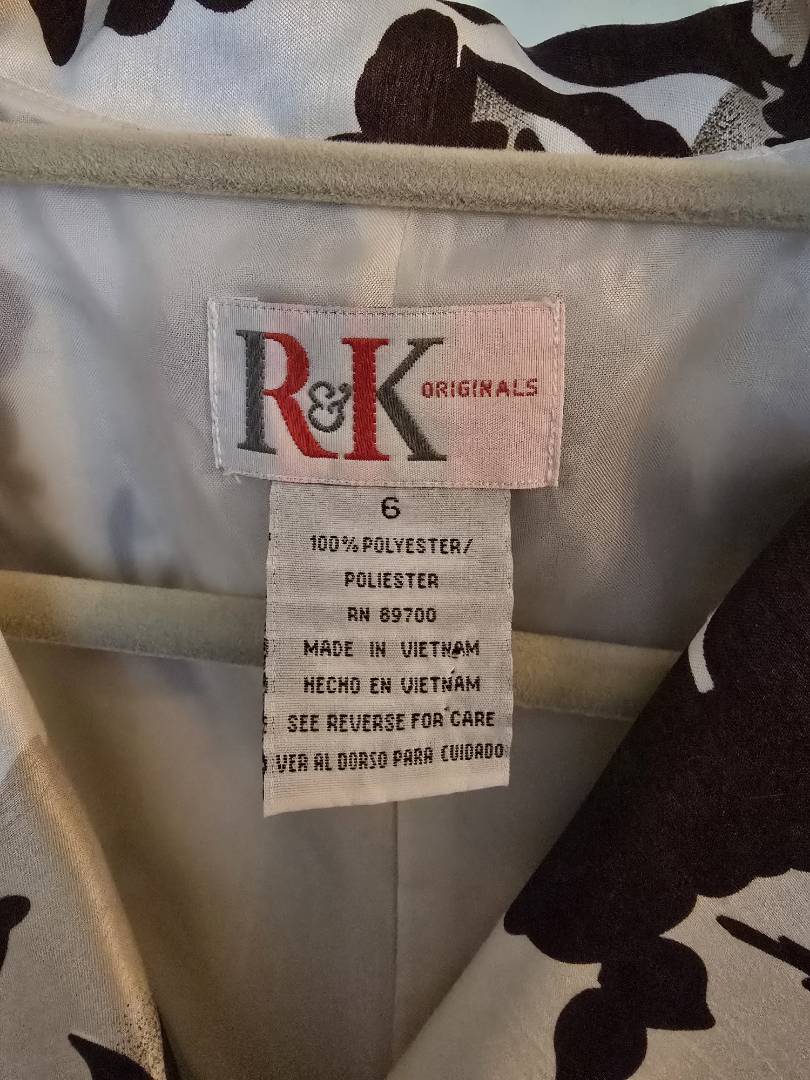 R&K ORIGINALS
6
100% POLYESTER/
POLIESTER
RN 89700
MADE IN VIETNAM
HECHO EN VIETNAM
SEE REVERSE FOR CARE
VER AL DORSO PARA CUIDADO